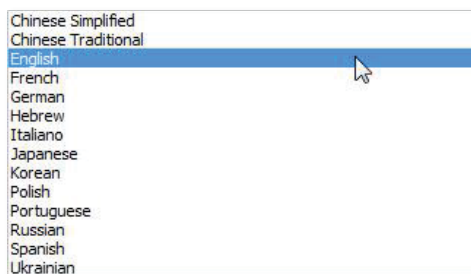 Chinese Simplified
Chinese Traditional
English
French
German
Hebrew
Italiano
Japanese
Korean
Polish
Portuguese
Russian
Spanish
Ukrainian